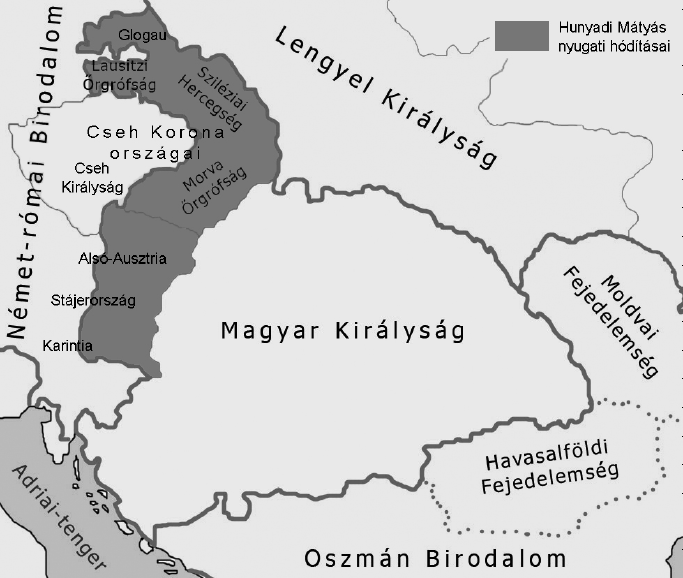 Hunyadi Mátyás
nyugati hódításai
Glogau
Lausitzi
Őrgrófság
Sziléziai
Hercegség
Lengyel Királyság
Német-római Birodalom
Cseh Korona
országai
Cseh
Királyság
Morva
Őrgrófság
Alsó-Ausztria
Stájerország
Karintia
Magyar Királyság
Moldvai
Fejedelemség
Havasalföldi
Fejedelemség
Adriai-tenger
Oszmán Birodalom